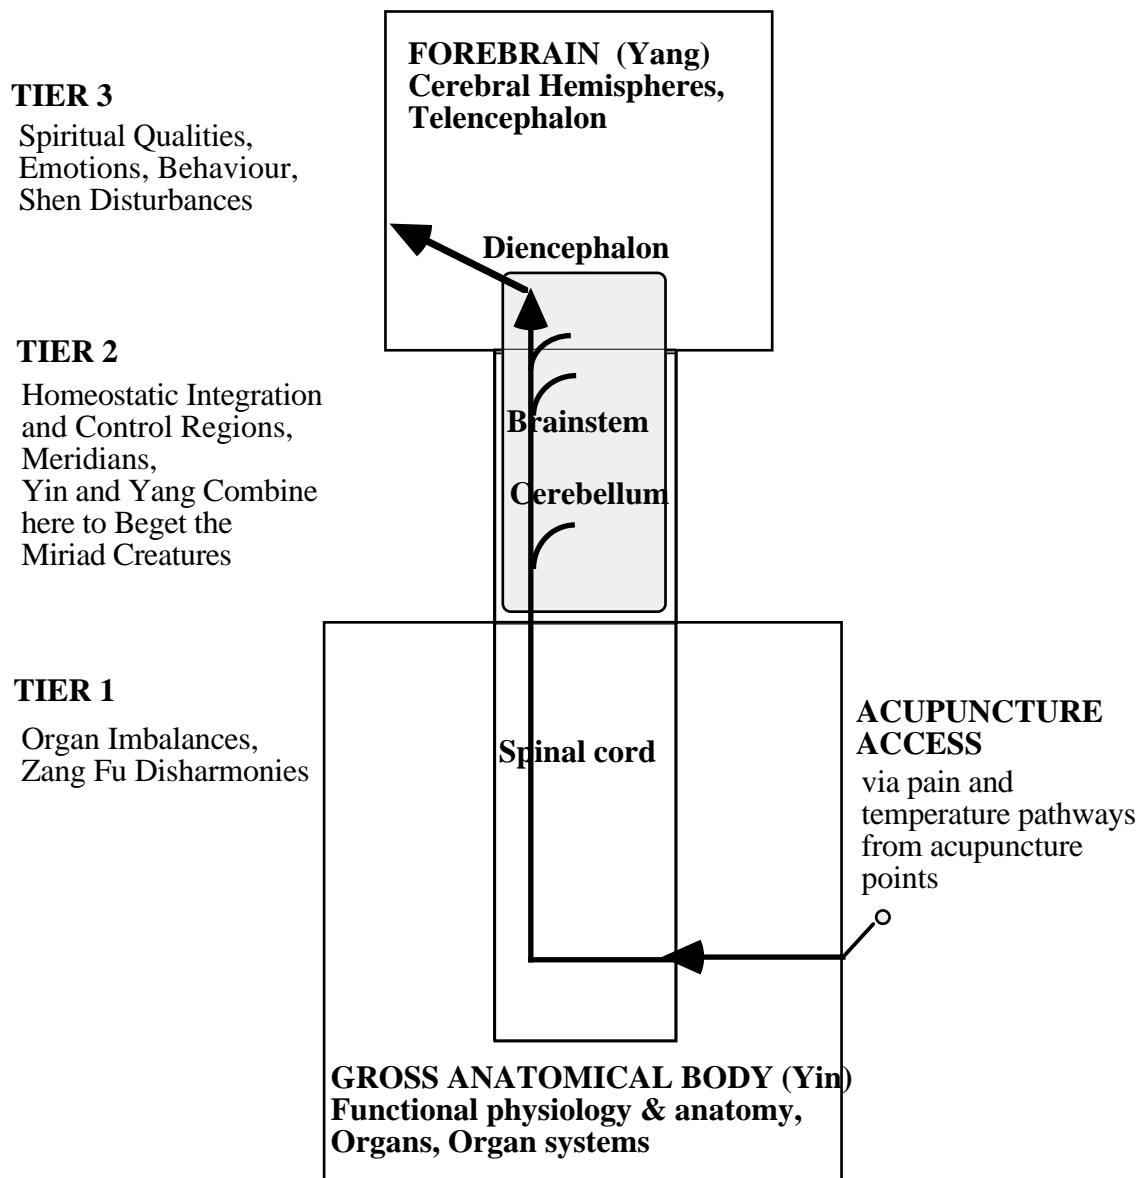 FOREBRAIN (Yang)
Cerebral Hemispheres,
Telencephalon
TIER 3
Spiritual Qualities,
Emotions, Behaviour,
Shen Disturbances
Diencephalon
TIER 2
Homeostatic Integration
and Control Regions,
Meridians,
Yin and Yang Combine
here to Beget the
Miriad Creatures
Brainstem
Cerebellum
TIER 1
Organ Imbalances,
Zang Fu Disharmonies
Spinal cord
ACUPUNCTURE
ACCESS
via pain and
temperature pathways
from acupuncture
points
GROSS ANATOMICAL BODY (Yin)
Functional physiology & anatomy,
Organs, Organ systems